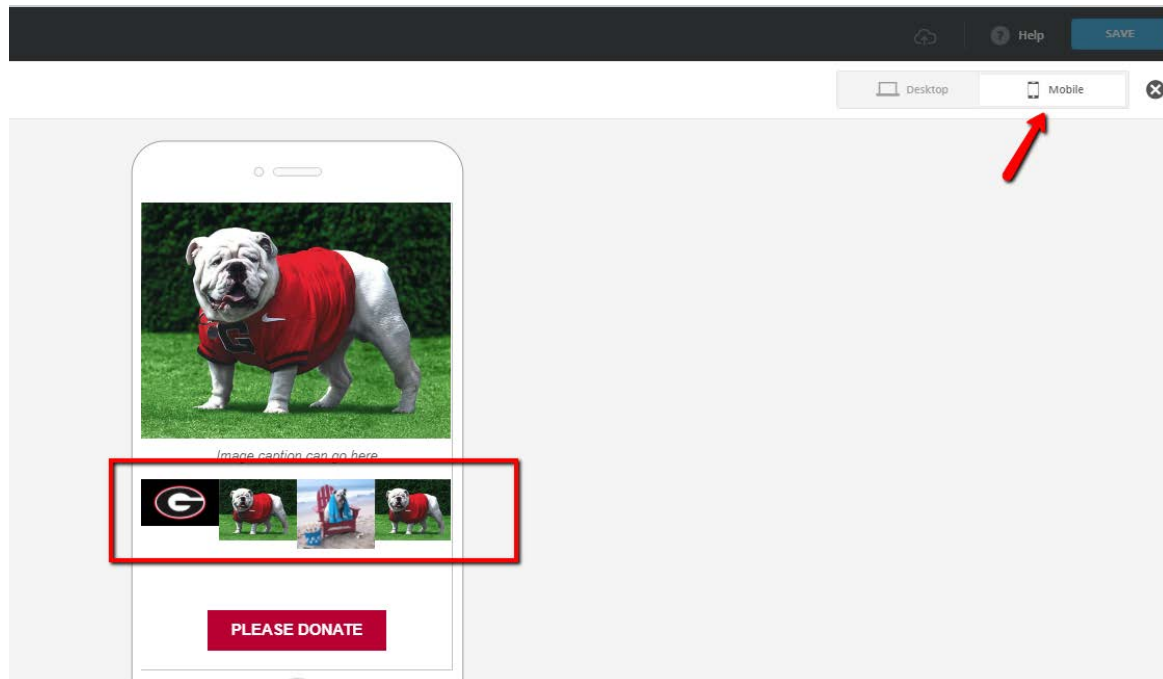 Help
SAVE
Desktop
Mobile
G
Image caption can go here
G
PLEASE DONATE